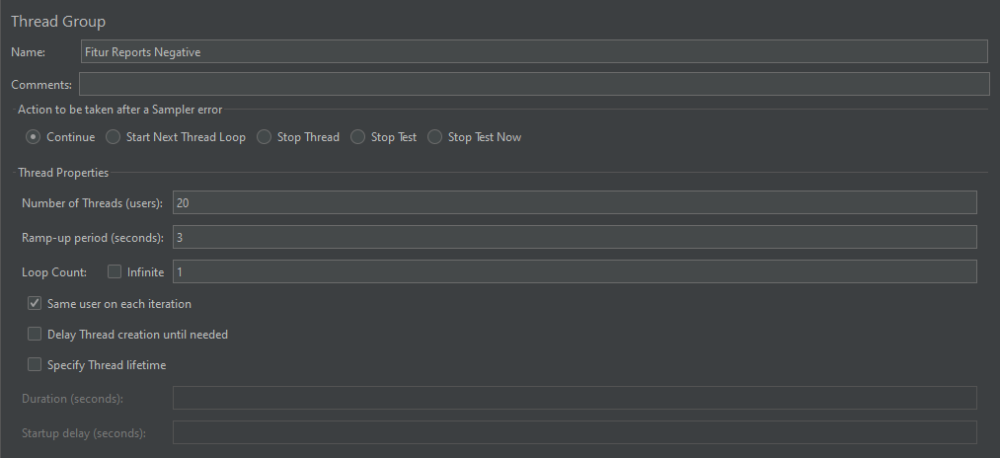 Thread Group
Name: Fitur Reports Negative
Comments:
Action to be taken after a Sampler error
Continue Start Next Thread Loop Stop Thread Stop Test Stop Test Now
Thread Properties
Number of Threads (users): 20
Ramp-up period (seconds): 3
Loop Count: Infinite 1
Same user on each iteration
Delay Thread creation until needed
Specify Thread lifetime
Duration (seconds):
Startup delay (seconds):